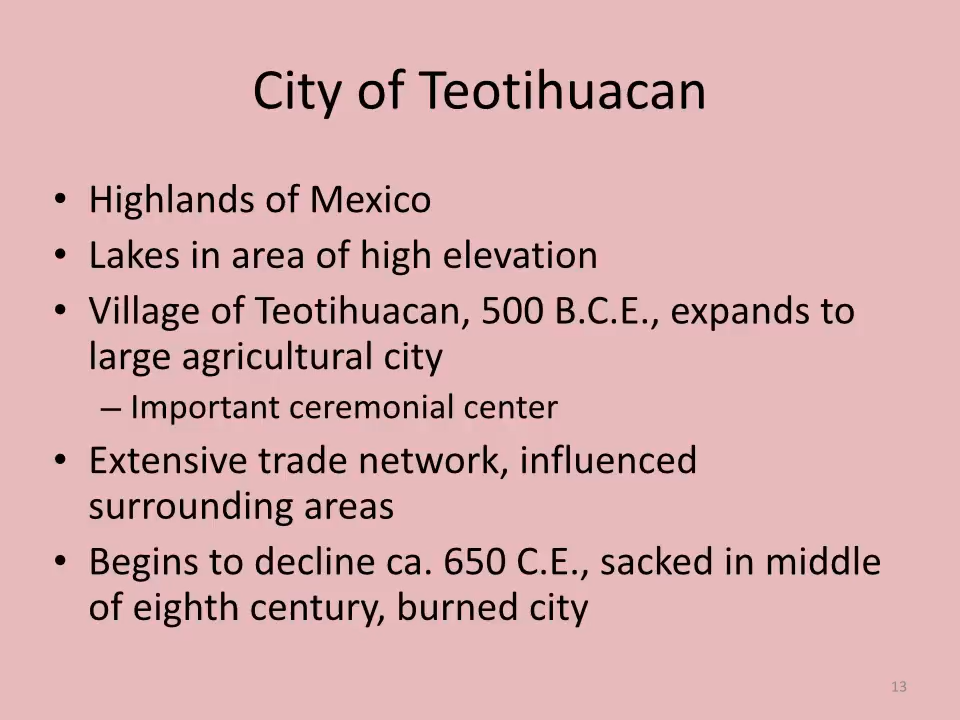 City of Teotihuacan
• Highlands of Mexico
• Lakes in area of high elevation
• Village of Teotihuacan, 500 B.C.E., expands to
large agricultural city
– Important ceremonial center
• Extensive trade network, influenced
surrounding areas
• Begins to decline ca. 650 C.E., sacked in middle
of eighth century, burned city
13